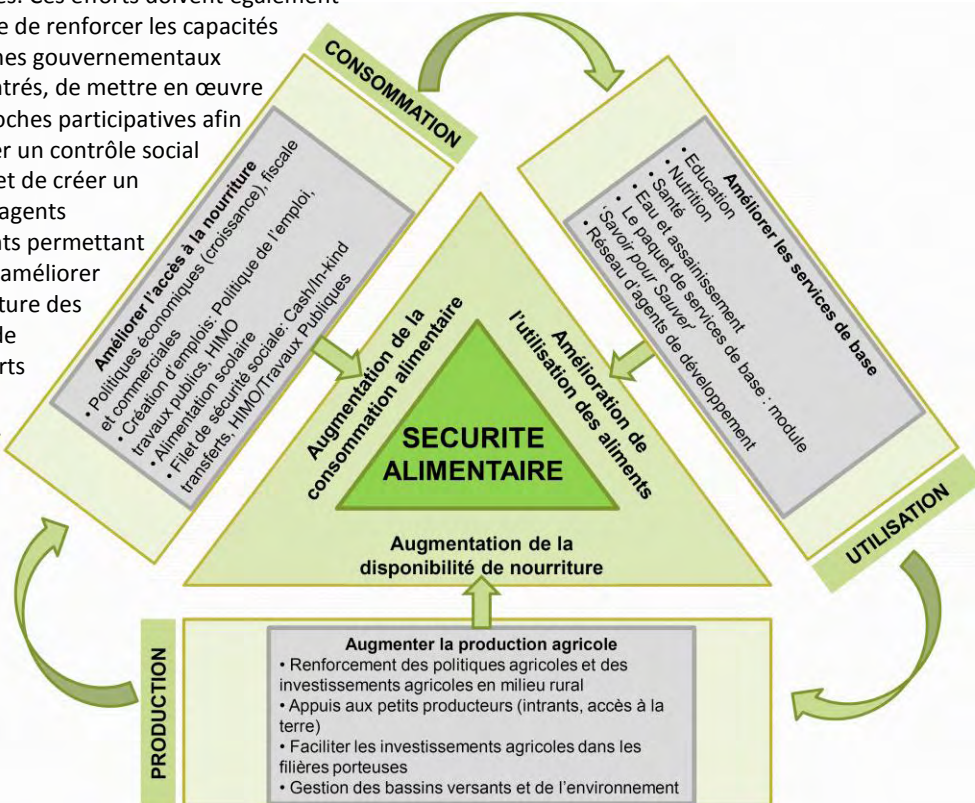 es. Ces efforts doivent également
e de renforcer les capacités
nes gouvernementaux
trés, de mettre en œuvre
oches participatives afin
er un contrôle social
et de créer un
agents
nts permettant
améliorer
ture des
de
rts
CONSOMMATION
Améliorer l'accès à la nourriture
• Politiques économiques (croissance), fiscale
et commerciales
• Création d'emplois: Politique de l'emploi,
travaux publics, HIMO
• Alimentation scolaire
• Filet de sécurité sociale: Cash/In-kind
transferts, HIMO/Travaux Publiques
Améliorer les services de base
• Education
• Nutrition
• Santé
• Eau et assainissement
• Le paquet de services de base : module
'Savoir pour Sauver'
• Réseau d'agents de développement
UTILISATION
Augmentation de la
consommation alimentaire
Amélioration de
l'utilisation des aliments
SECURITE
ALIMENTAIRE
Augmentation de la
disponibilité de nourriture
PRODUCTION
Augmenter la production agricole
• Renforcement des politiques agricoles et des
investissements agricoles en milieu rural
• Appuis aux petits producteurs (intrants, accès à la
terre)
• Faciliter les investissements agricoles dans les
filières porteuses
• Gestion des bassins versants et de l'environnement